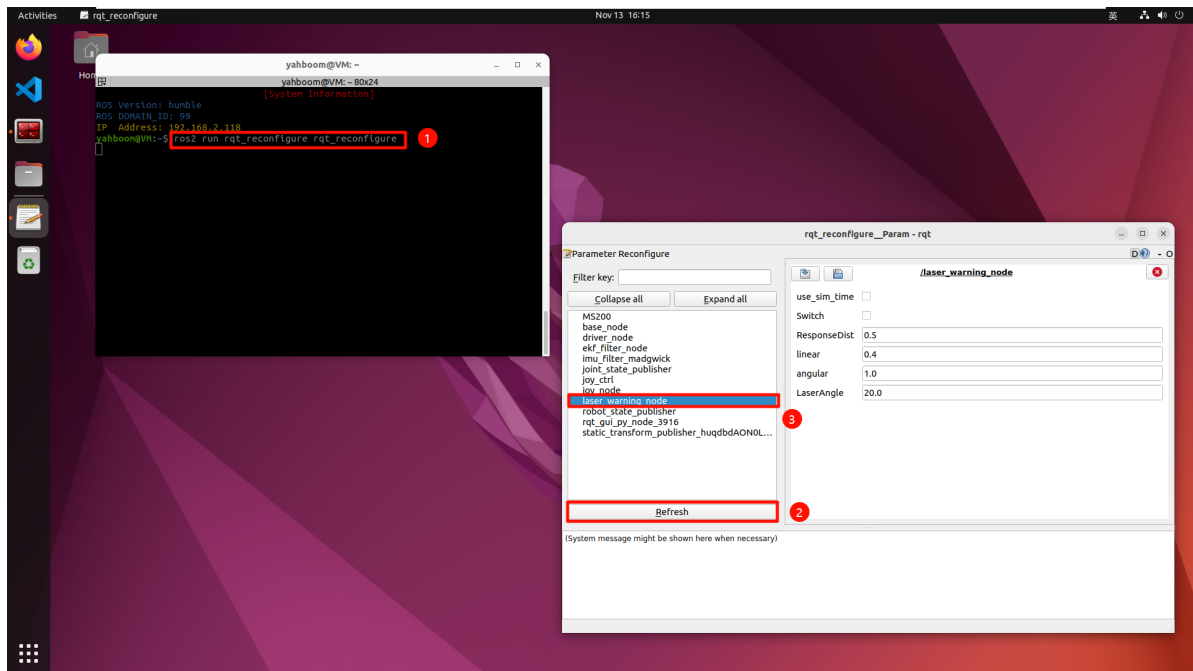 Activities
rqt_reconfigure
Nov 13 16:15
英
yahboom@VM: ~
yahboom@VM: ~ 80x24
[System Information]
ROS Version: humble
ROS DOMAIN_ID: 99
IP Address: 192.168.2.118
yahboom@VM:~$ ros2 run rqt_reconfigure rqt_reconfigure
1
rqt_reconfigure__Param - rqt
Parameter Reconfigure
D
- O
Filter key:
Collapse all
Expand all
MS200
base_node
driver_node
ekf_filter_node
imu_filter_madgwick
joint_state_publisher
joy_ctrl
joy_node
laser_warning_node
robot_state_publisher
rqt_gui_py_node_3916
static_transform_publisher_huqdbdAON0L...
3
Refresh
2
/laser_warning_node
use_sim_time
Switch
ResponseDist 0.5
linear 0.4
angular 1.0
LaserAngle 20.0
(System message might be shown here when necessary)